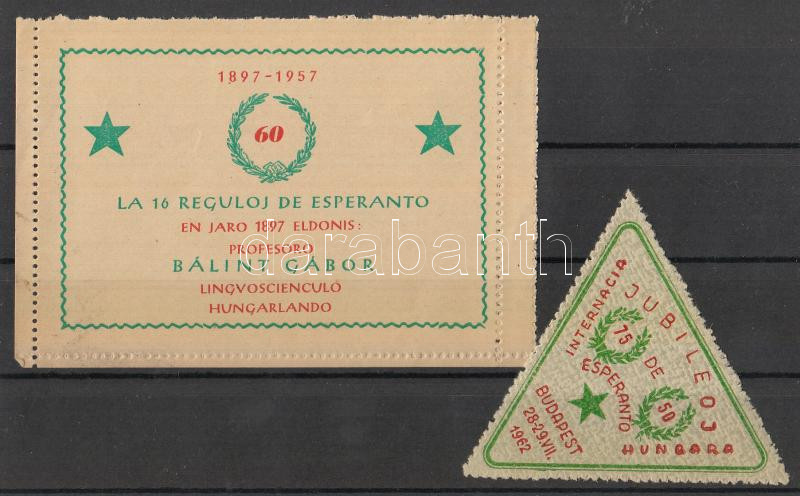 1897-1957
60
LA 16 REGULOJ DE ESPERANTO
EN JARO 1897 ELDONIS:
PROFESORO
BÁLINT GÁBOR
LINGVOSCIENCULO
HUNGARLANDO
darabanth
JUBILEOJ
INTERNACIA
75
DE
50
ESPERANTO
HUNGARA
BUDAPEST
28-29.VII.
1962